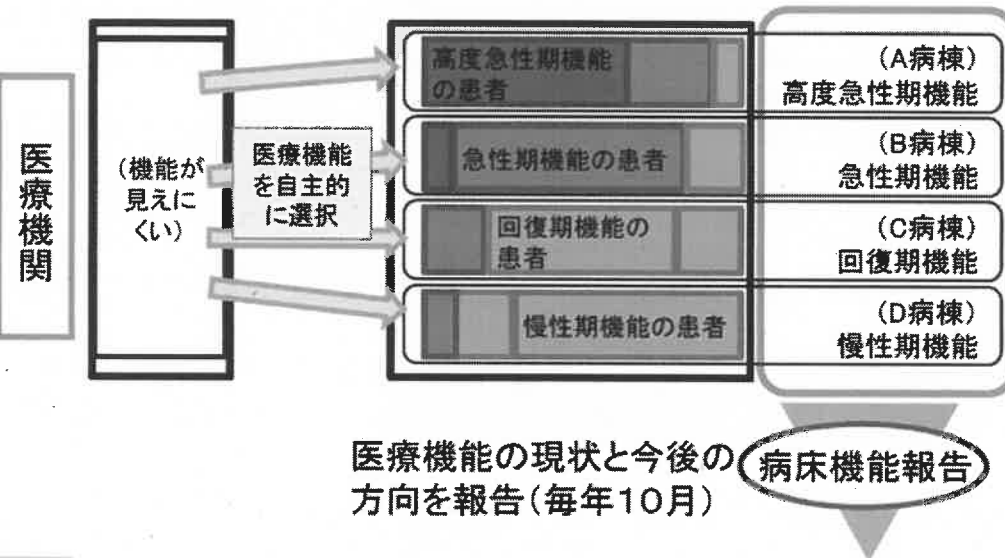 医療機関
(機能が
見えに
くい)
医療機能
を自主的
に選択
高度急性期機能
の患者
(A病棟)
高度急性期機能
急性期機能の患者
(B病棟)
急性期機能
回復期機能の
患者
(C病棟)
回復期機能
慢性期機能の患者
(D病棟)
慢性期機能
医療機能の現状と今後の
方向を報告(毎年10月)
病床機能報告